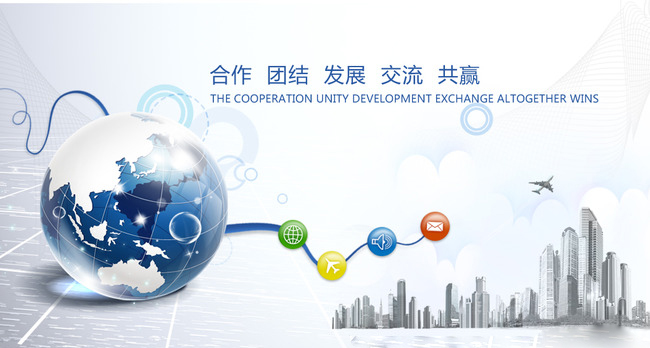 合作 团结 发展 交流 共赢
THE COOPERATION UNITY DEVELOPMENT EXCHANGE ALTOGETHER WINS